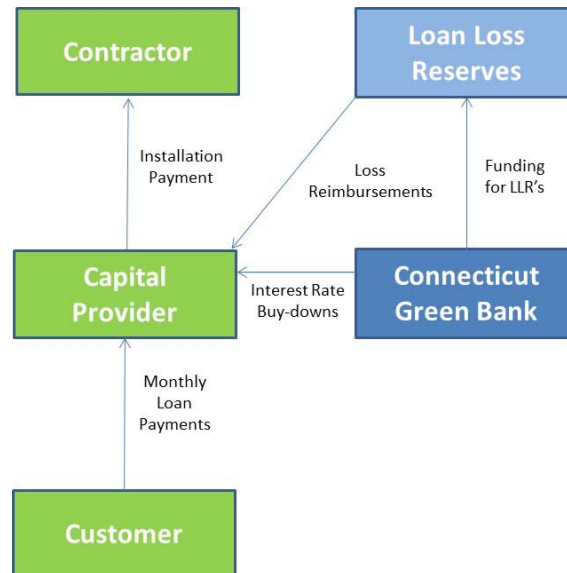 Contractor
Loan Loss
Reserves
Installation
Payment
Loss
Reimbursements
Funding
for LLR's
Capital
Provider
Interest Rate
Buy-downs
Connecticut
Green Bank
Monthly
Loan
Payments
Customer